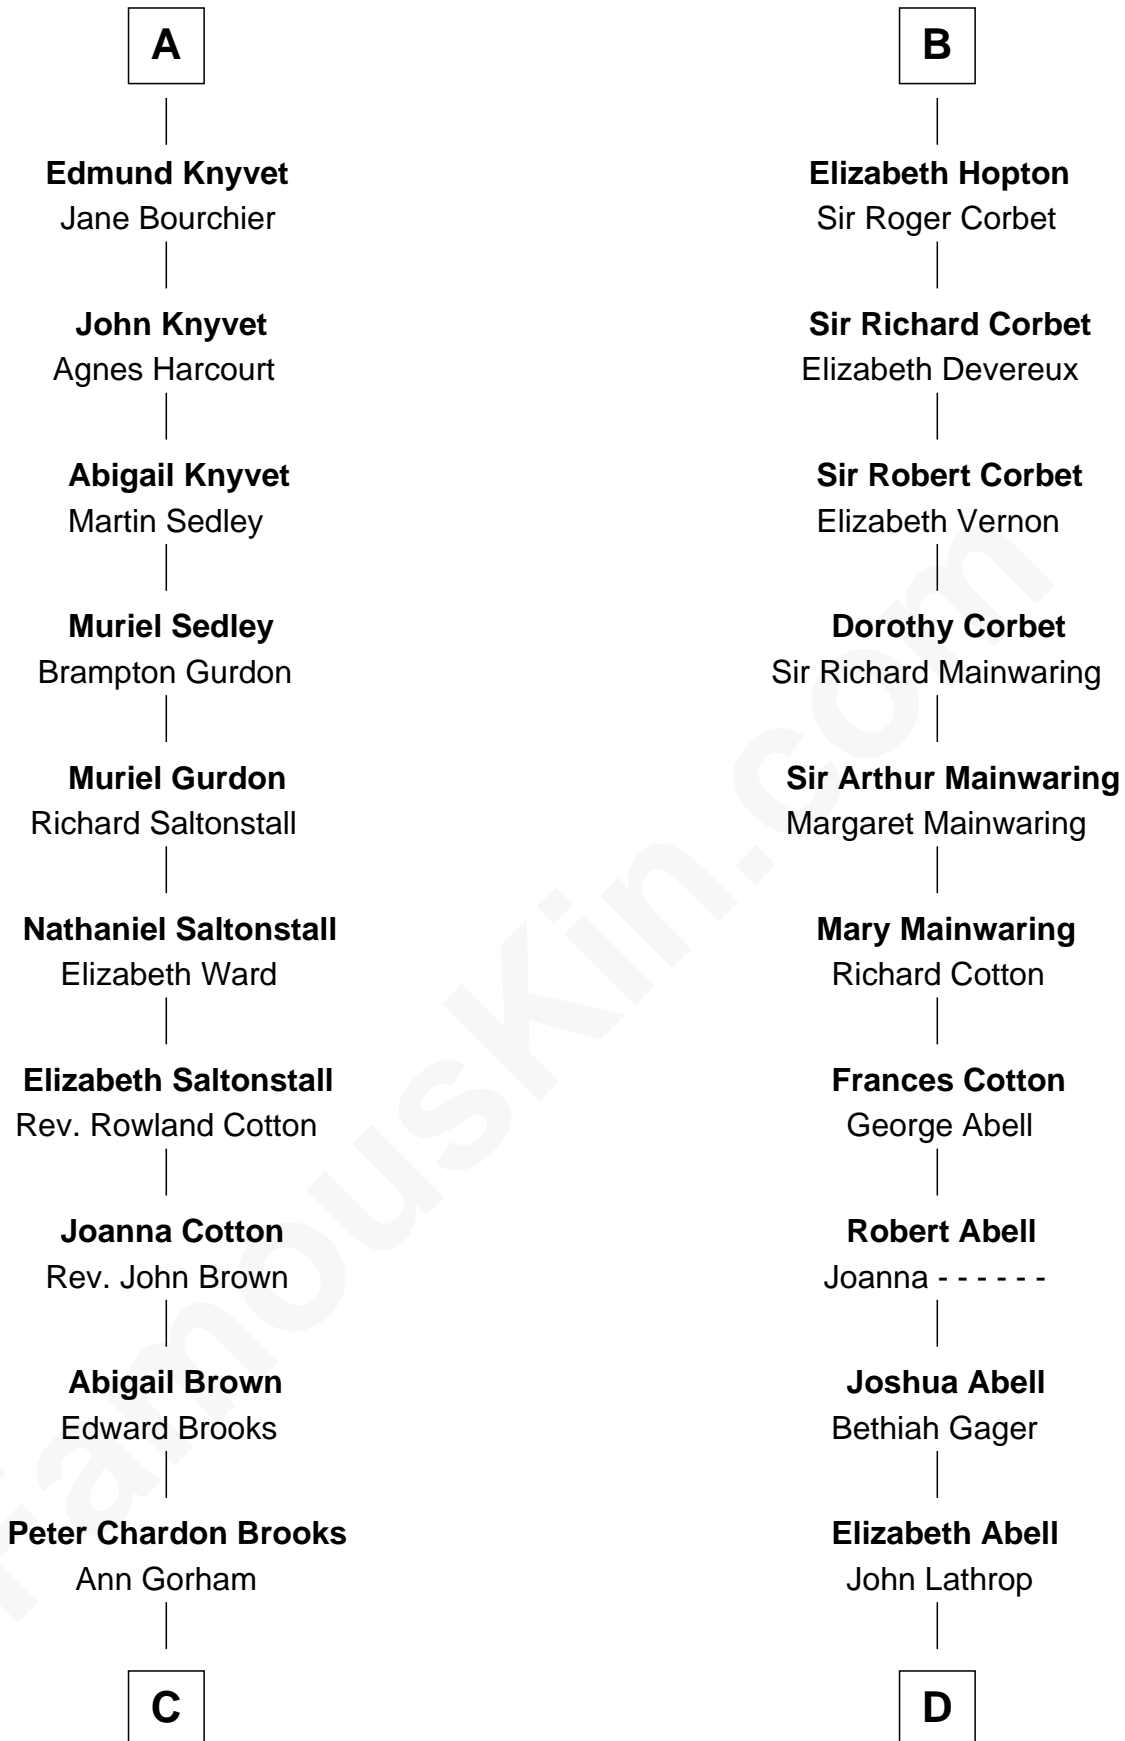 A
Edmund Knyvet
Jane Bourchier
John Knyvet
Agnes Harcourt
Abigail Knyvet
Martin Sedley
Muriel Sedley
Brampton Gurdon
Muriel Gurdon
Richard Saltonstall
Nathaniel Saltonstall
Elizabeth Ward
Elizabeth Saltonstall
Rev. Rowland Cotton
Joanna Cotton
Rev. John Brown
Abigail Brown
Edward Brooks
Peter Chardon Brooks
Ann Gorham
C
B
Elizabeth Hopton
Sir Roger Corbet
Sir Richard Corbet
Elizabeth Devereux
Sir Robert Corbet
Elizabeth Vernon
Dorothy Corbet
Sir Richard Mainwaring
Sir Arthur Mainwaring
Margaret Mainwaring
Mary Mainwaring
Richard Cotton
Frances Cotton
George Abell
Robert Abell
Joanna - - - - - -
Joshua Abell
Bethiah Gager
Elizabeth Abell
John Lathrop
D
FamousKin.com